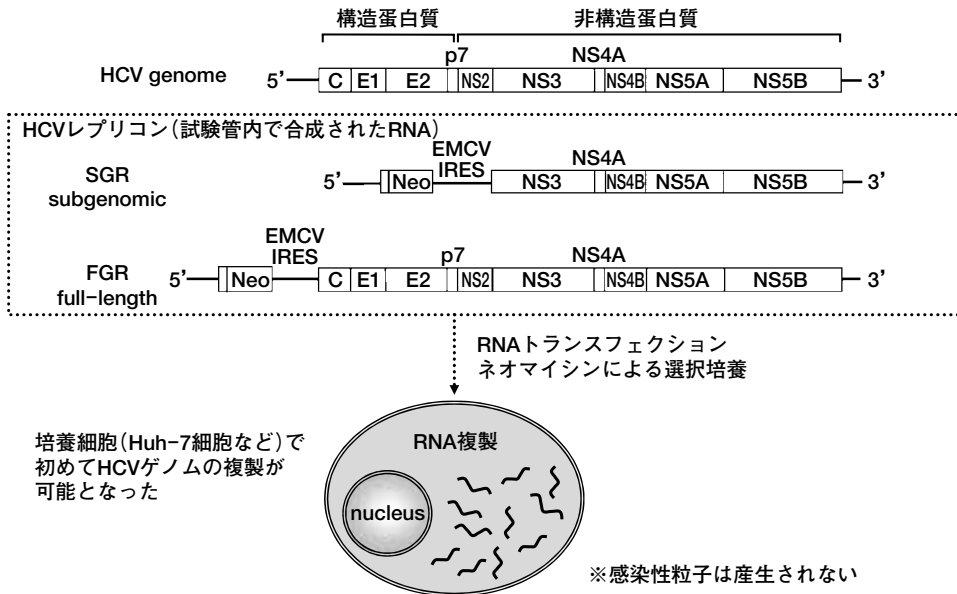 構造蛋白質 非構造蛋白質
p7 NS4A
HCV genome 5’ C E1 E2 NS2 NS3 NS4B NS5A NS5B 3’
HCVレプリコン(試験管内で合成されたRNA)
EMCV
IRES NS4A
SGR
subgenomic
5’ Neo NS3 NS4B NS5A NS5B 3’
EMCV
IRES p7 NS4A
FGR
full-length
5’ Neo C E1 E2 NS2 NS3 NS4B NS5A NS5B 3’
RNAトランスフェクション
ネオマイシンによる選択培養
培養細胞(Huh-7細胞など)で
初めてHCVゲノムの複製が
可能となった
RNA複製
nucleus
※感染性粒子は産生されない